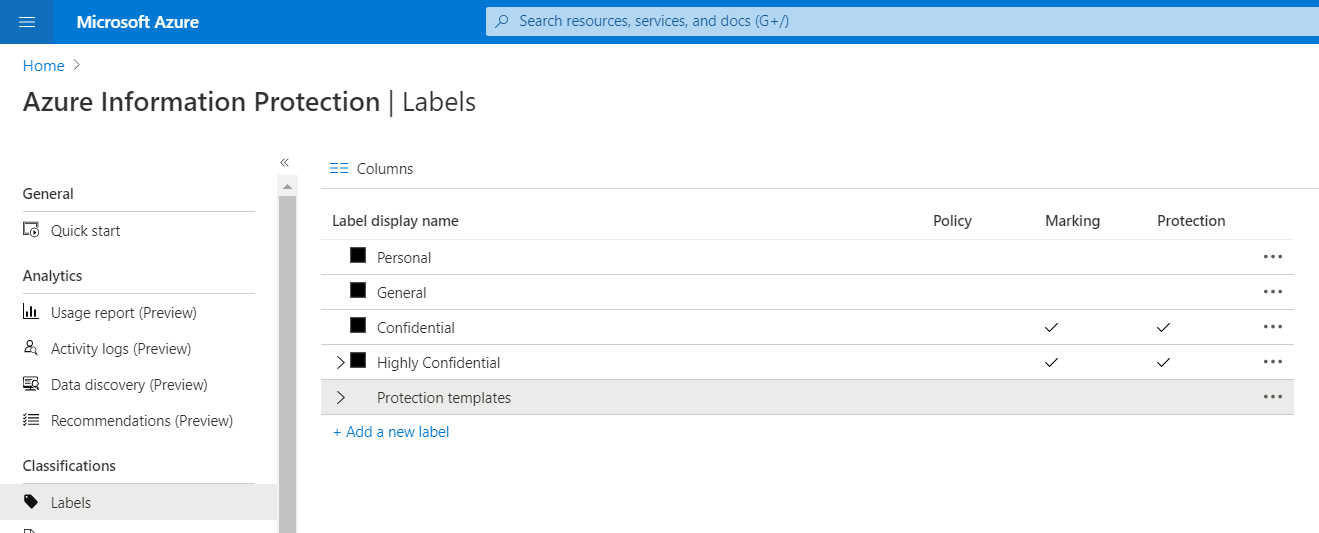 Microsoft Azure
Search resources, services, and docs (G+/)
Home
Azure Information Protection | Labels
General
Quick start
Analytics
Usage report (Preview)
Activity logs (Preview)
Data discovery (Preview)
Recommendations (Preview)
Classifications
Labels
Columns
Label display name Policy Marking Protection
Personal
General
Confidential
Highly Confidential
Protection templates
+ Add a new label